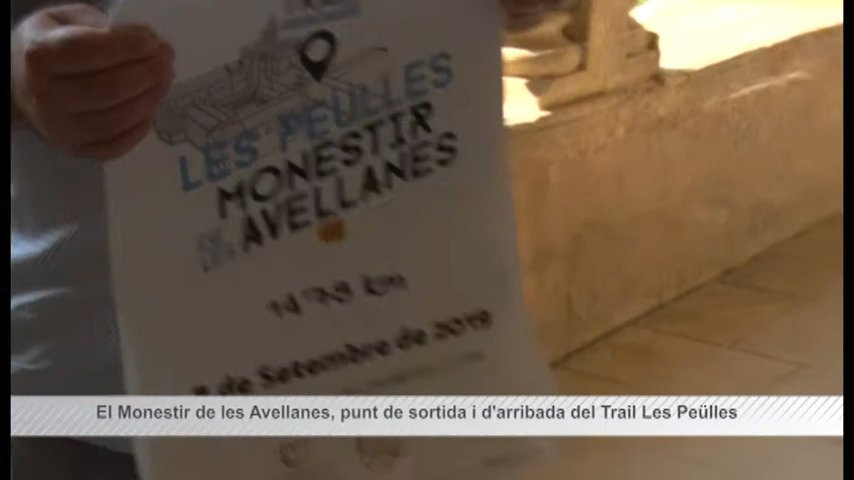 LES PEÜLLES
MONESTIR
AVELLANES
km
de Setembre de 2019
El Monestir de les Avellanes, punt de sortida i d'arribada del Trail Les Peülles